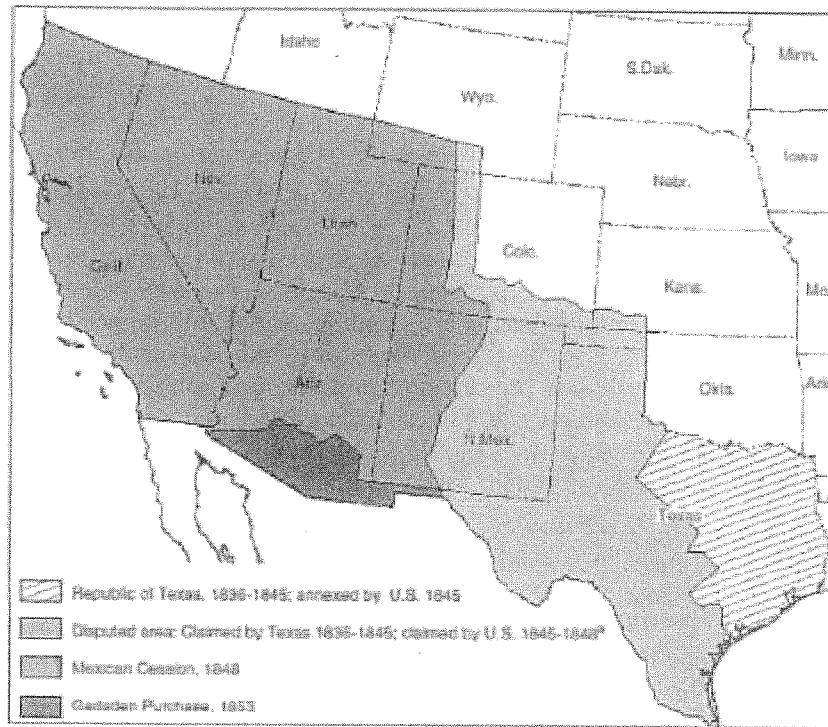 Idaho
Minn.
S.Dak.
Wyo.
Iowa
Nev.
Nebr.
Utah
Colo.
Calif.
Kans.
Mo
Ariz.
Okla.
Ark
N.Mex.
Texas
Republic of Texas, 1836-1845; annexed by U.S. 1845
Disputed area: Claimed by Texas 1836-1845; claimed by U.S. 1845-1848
Mexican Cession, 1848
Gadsden Purchase, 1853